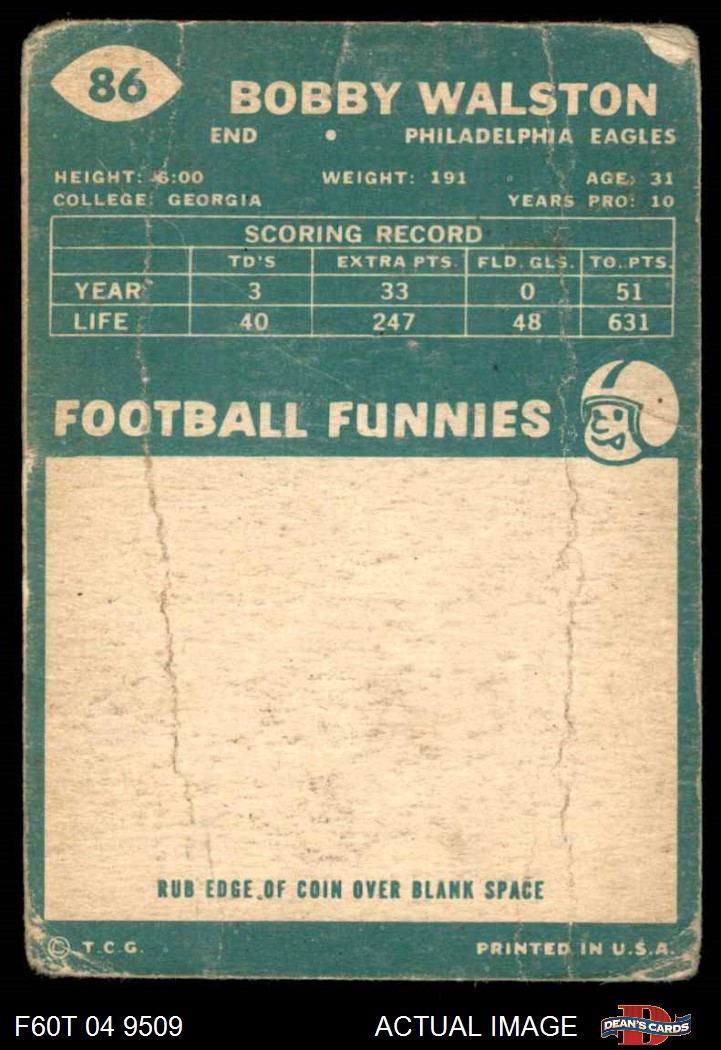 86
BOBBY WALSTON
END • PHILADELPHIA EAGLES
HEIGHT: 6:00 WEIGHT: 191 AGE: 31
COLLEGE: GEORGIA YEARS PRO: 10
SCORING RECORD
TD'S EXTRA PTS. FLD. GLS. TO. PTS.
YEAR 3 33 0 51
LIFE 40 247 48 631
FOOTBALL FUNNIES
RUB EDGE OF COIN OVER BLANK SPACE
© T.C.G. PRINTED IN U.S.A.
F60T 04 9509 ACTUAL IMAGE DEAN'S CARDS